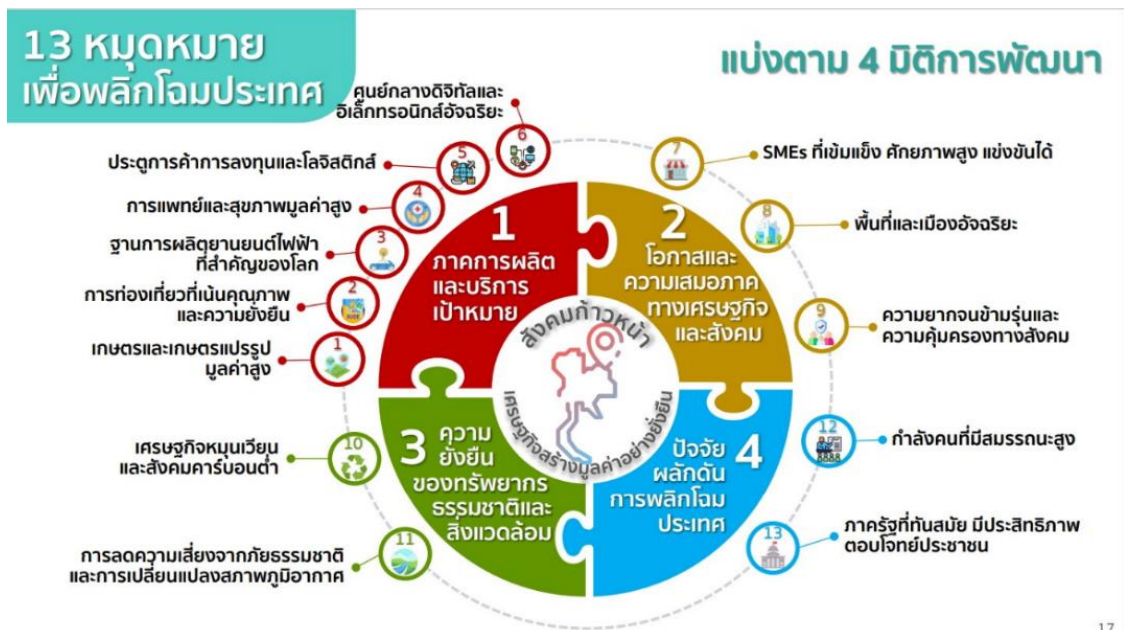 13 หมุดหมาย
เพื่อพลิกโฉมประเทศ
แบ่งตาม 4 มิติการพัฒนา
6
ศูนย์กลางดิจิทัลและ
อิเล็กทรอนิกส์อัจฉริยะ
5
ประตูการค้าการลงทุนและโลจิสติกส์
4
การแพทย์และสุขภาพมูลค่าสูง
3
ฐานการผลิตยานยนต์ไฟฟ้า
ที่สำคัญของโลก
2
การท่องเที่ยวที่เน้นคุณภาพ
และความยั่งยืน
1
เกษตรและเกษตรแปรรูป
มูลค่าสูง
1
ภาคการผลิต
และบริการ
เป้าหมาย
2
โอกาสและ
ความเสมอภาค
ทางเศรษฐกิจ
และสังคม
7
SMEs ที่เข้มแข็ง ศักยภาพสูง แข่งขันได้
8
พื้นที่และเมืองอัจฉริยะ
9
ความยากจนข้ามรุ่นและ
ความคุ้มครองทางสังคม
สังคมก้าวหน้า
เศรษฐกิจสร้างมูลค่าอย่างยั่งยืน
3 ความ
ยั่งยืน
ของทรัพยากร
ธรรมชาติและ
สิ่งแวดล้อม
10
เศรษฐกิจหมุนเวียน
และสังคมคาร์บอนต่ำ
11
การลดความเสี่ยงจากภัยธรรมชาติ
และการเปลี่ยนแปลงสภาพภูมิอากาศ
4
ปัจจัย
ผลักดัน
การพลิกโฉม
ประเทศ
12
กำลังคนที่มีสมรรถนะสูง
13
ภาครัฐที่ทันสมัย มีประสิทธิภาพ
ตอบโจทย์ประชาชน
17